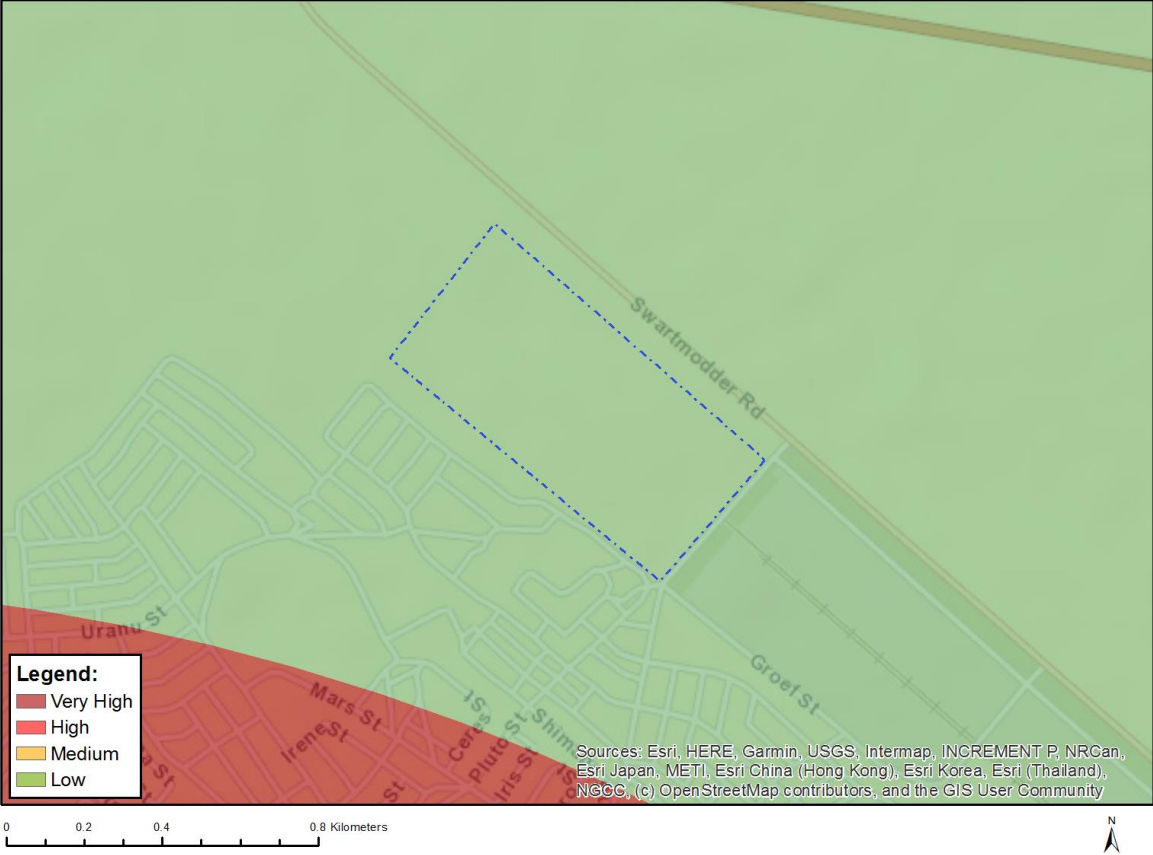 Swartmodder Rd
Uranu St
Groef St
Mars St
Irene St
St
Ceres
Pluto St
Iris St
St
a St
Legend:
Very High
High
Medium
Low
Sources: Esri, HERE, Garmin, USGS, Intermap, INCREMENT P, NRCan,
Esri Japan, METI, Esri China (Hong Kong), Esri Korea, Esri (Thailand),
NGCC, (c) OpenStreetMap contributors, and the GIS User Community
0 0.2 0.4 0.8 Kilometers
N